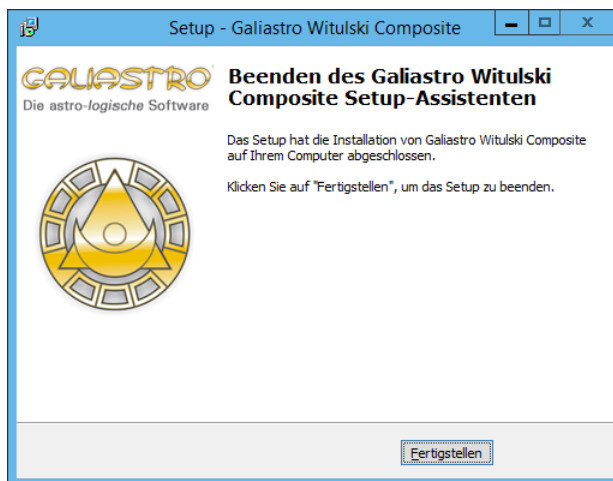 Setup - Galiastro Witulski Composite
GALIASTRO
Die astro-logische Software
Beenden des Galiastro Witulski
Composite Setup-Assistenten
Das Setup hat die Installation von Galiastro Witulski Composite
auf Ihrem Computer abgeschlossen.
Klicken Sie auf "Fertigstellen", um das Setup zu beenden.
Fertigstellen